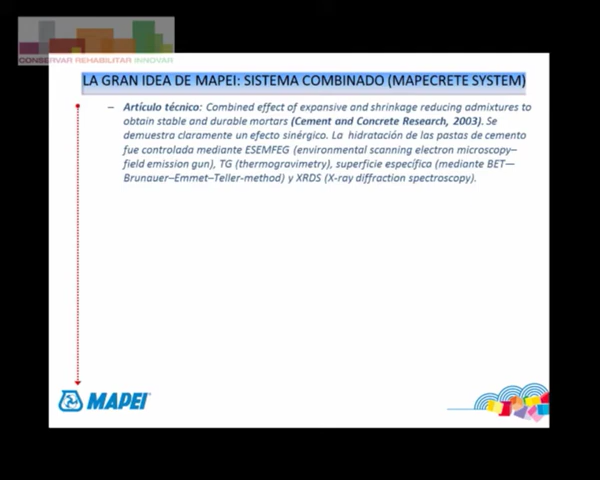 CONSERVAR REHABILITAR INNOVAR
LA GRAN IDEA DE MAPEI: SISTEMA COMBINADO (MAPECRETE SYSTEM)
– Artículo técnico: Combined effect of expansive and shrinkage reducing admixtures to
obtain stable and durable mortars (Cement and Concrete Research, 2003). Se
demuestra claramente un efecto sinérgico. La hidratación de las pastas de cemento
fue controlada mediante ESEMFEG (environmental scanning electron microscopy–
field emission gun), TG (thermogravimetry), superficie específica (mediante BET—
Brunauer–Emmet–Teller-method) y XRDS (X-ray diffraction spectroscopy).
MAPEI